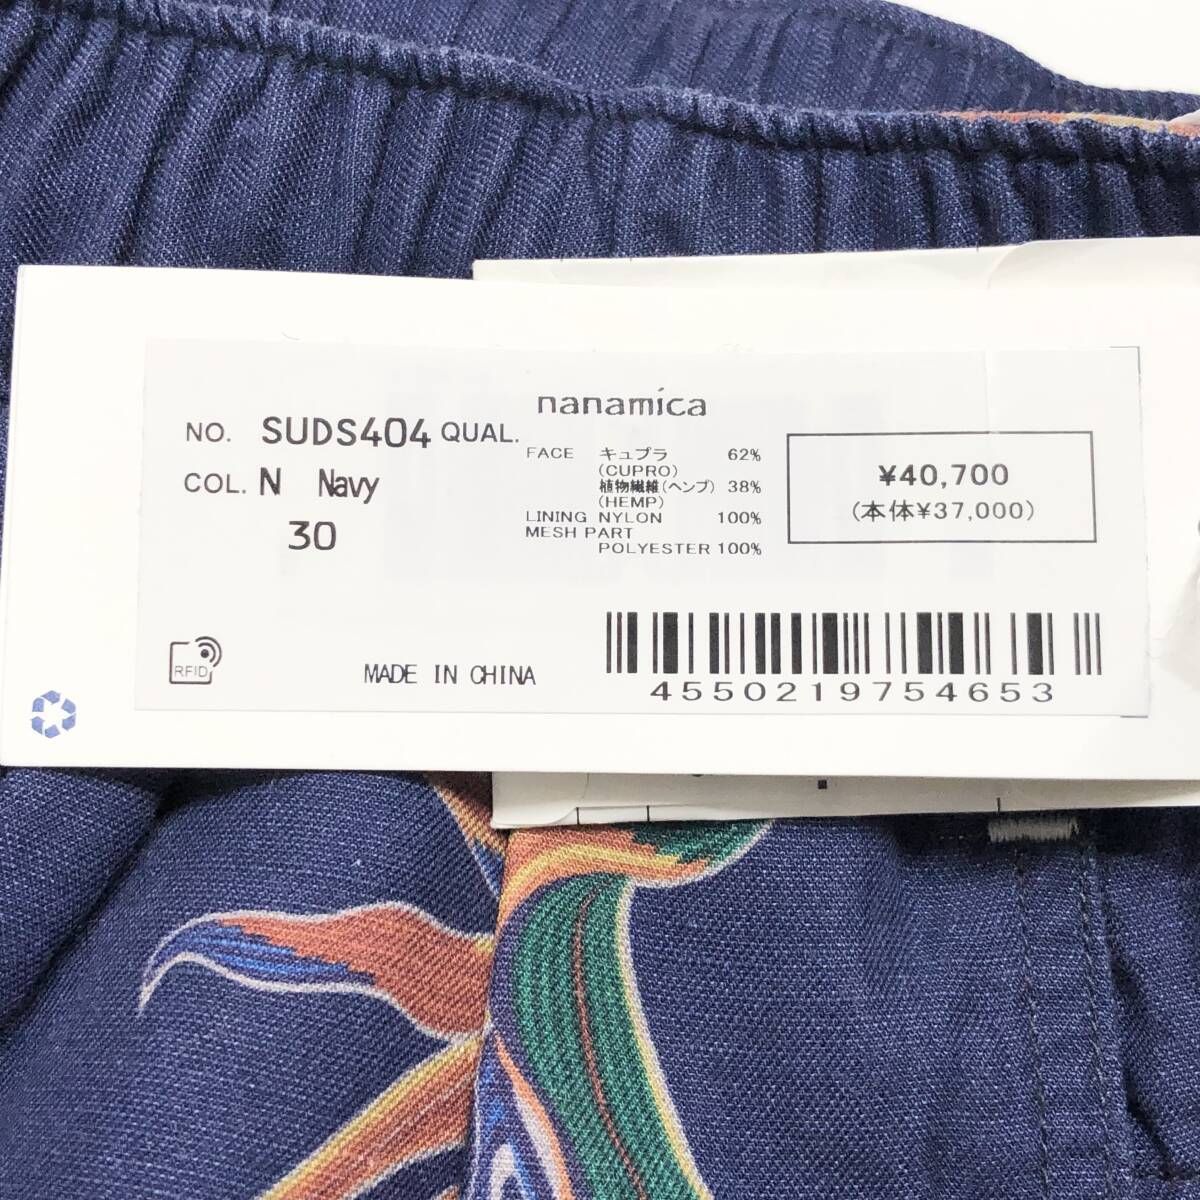 nanamica
NO. SUDS404 QUAL.
COL. N Navy
30
FACE キュプラ 62%
(CUPRO)
植物繊維(ヘンプ) 38%
(HEMP)
LINING NYLON 100%
MESH PART
POLYESTER 100%
¥40,700
(本体¥37,000)
RFID
MADE IN CHINA
4550219754653